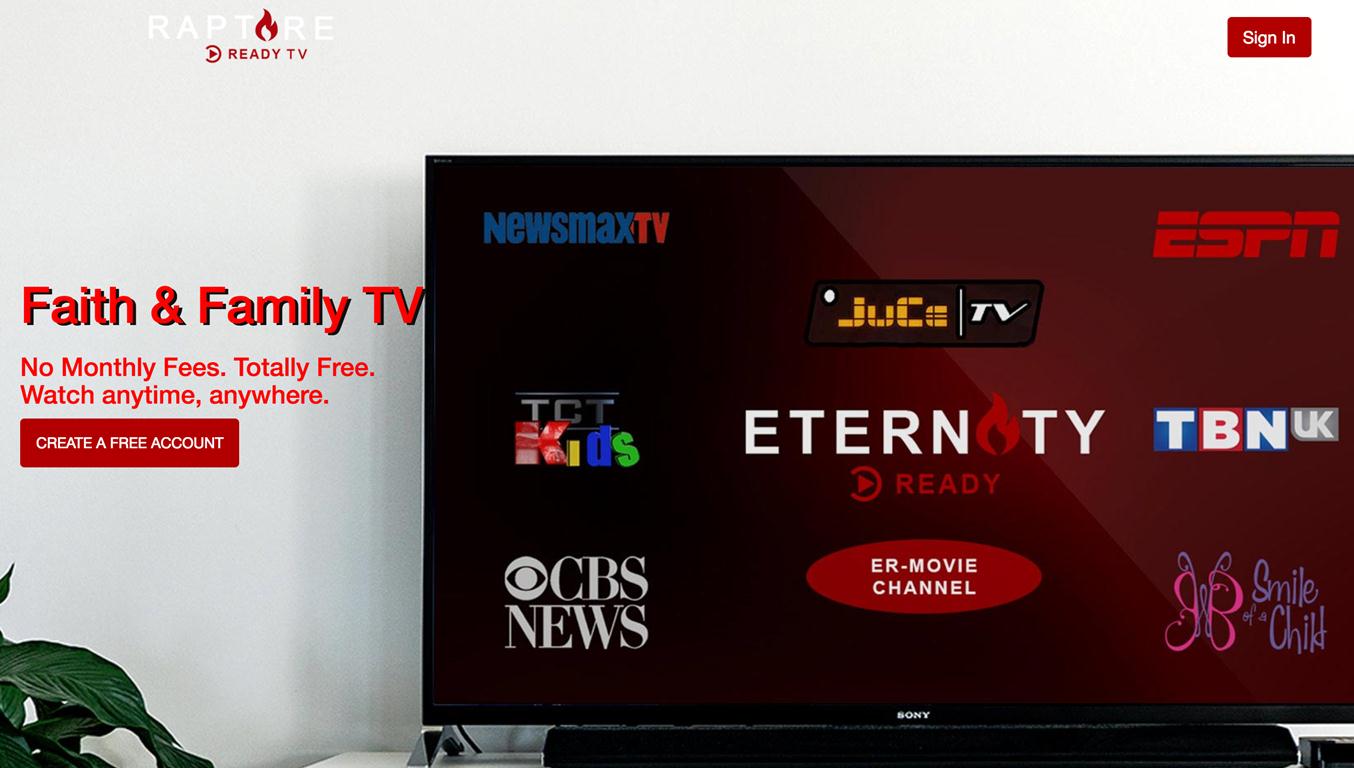 RAPTURE
READY TV
Sign In
Faith & Family TV
No Monthly Fees. Totally Free.
Watch anytime, anywhere.
CREATE A FREE ACCOUNT
NewsmaxTV
ESPN
JUCE TV
TCT
Kids
ETERNITY
READY
TBN UK
CBS
NEWS
ER-MOVIE
CHANNEL
Smile
of a
Child
SONY